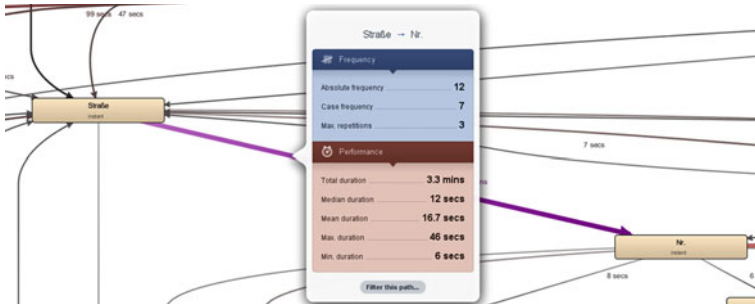 99 secs 47 secs
Straße → Nr.
Frequency
Straße
instant
Absolute frequency 12
Case frequency 7
Max. repetitions 3
7 secs
Performance
Total duration 3.3 mins
Median duration 12 secs
Mean duration 16.7 secs
Max. duration 46 secs
Min. duration 6 secs
Nr.
instant
8 secs
6
Filter this path...